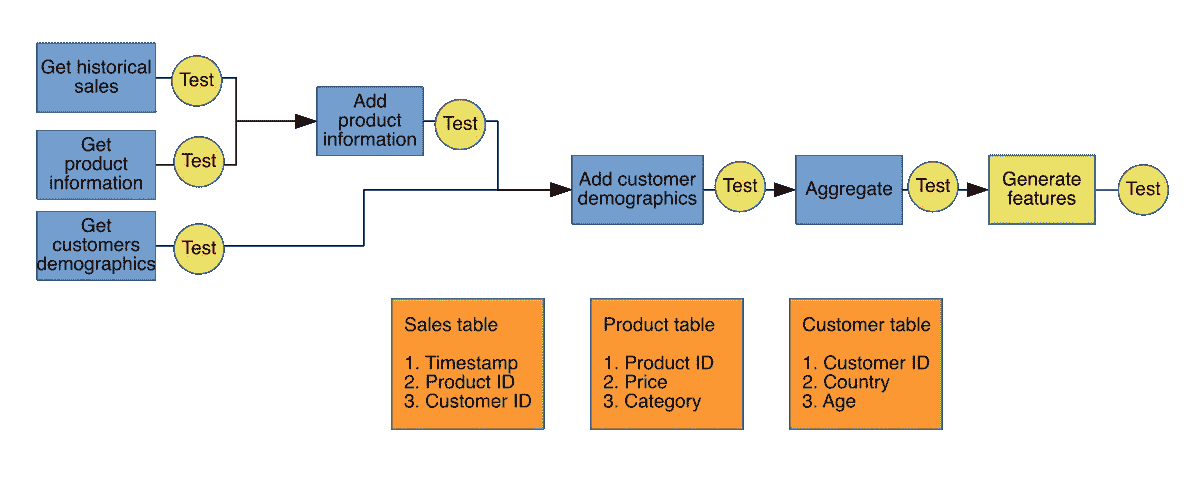 Get historical
sales
Test
Get
product
information
Test
Get
customers
demographics
Test
Add
product
information
Test
Add customer
demographics
Test
Aggregate
Test
Generate
features
Test
Sales table
1. Timestamp
2. Product ID
3. Customer ID
Product table
1. Product ID
2. Price
3. Category
Customer table
1. Customer ID
2. Country
3. Age